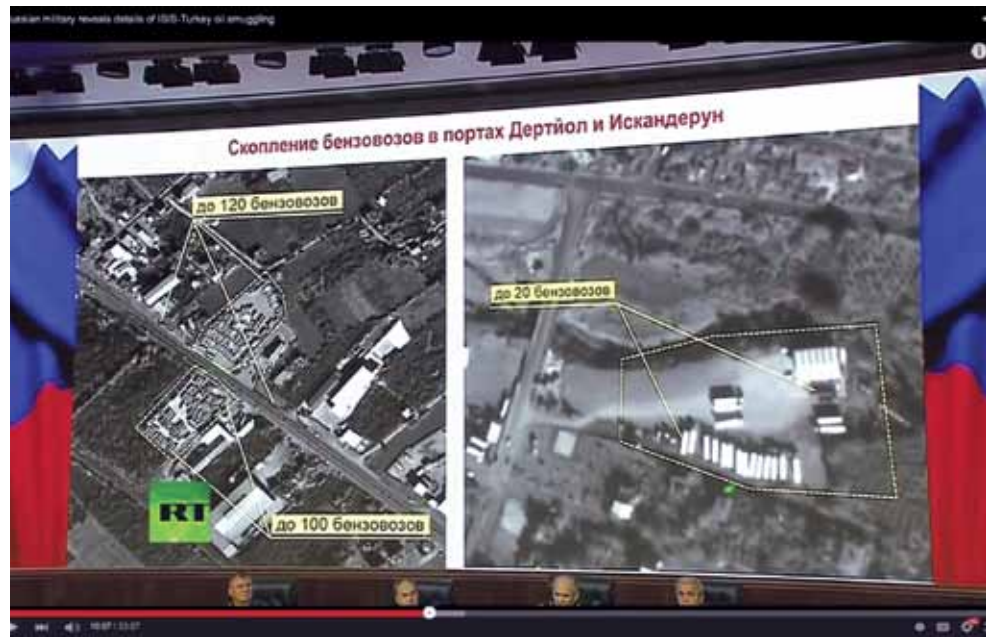 ussian military reveals details of ISIS-Turkey oil smuggling
Скопление бензовозов в портах Дертйол и Искандерун
до 120 бензовозов
до 20 бензовозов
RT
до 100 бензовозов